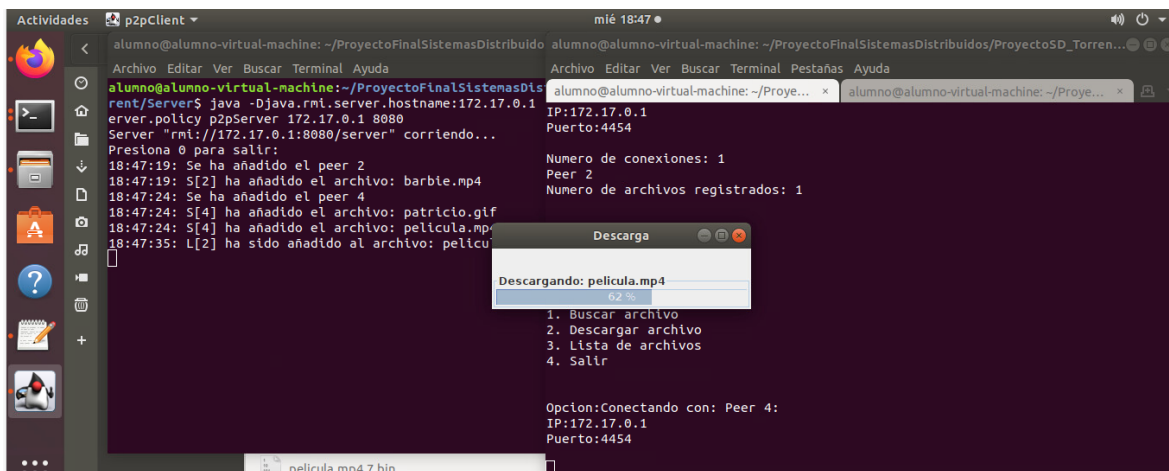 Actividades p2pClient mié 18:47
alumno@alumno-virtual-machine: ~/ProyectoFinalSistemasDistribuido
Archivo Editar Ver Buscar Terminal Ayuda
alumno@alumno-virtual-machine:~/ProyectoFinalSistemasDis
rent/Server$ java -Djava.rmi.server.hostname:172.17.0.1
erver.policy p2pServer 172.17.0.1 8080
Server "rmi://172.17.0.1:8080/server" corriendo...
Presiona 0 para salir:
18:47:19: Se ha añadido el peer 2
18:47:19: S[2] ha añadido el archivo: barbie.mp4
18:47:24: Se ha añadido el peer 4
18:47:24: S[4] ha añadido el archivo: patricio.gif
18:47:24: S[4] ha añadido el archivo: pelicula.mp4
18:47:35: L[2] ha sido añadido al archivo: pelicu
alumno@alumno-virtual-machine: ~/ProyectoFinalSistemasDistribuidos/ProyectoSD_Torren...
Archivo Editar Ver Buscar Terminal Pestañas Ayuda
alumno@alumno-virtual-machine: ~/Proye... × alumno@alumno-virtual-machine: ~/Proye... ×
IP:172.17.0.1
Puerto:4454
Numero de conexiones: 1
Peer 2
Numero de archivos registrados: 1
Descarga
Descargando: pelicula.mp4
62 %
1. Buscar archivo
2. Descargar archivo
3. Lista de archivos
4. Salir
Opcion:Conectando con: Peer 4:
IP:172.17.0.1
Puerto:4454
pelicula.mp4.7.bin